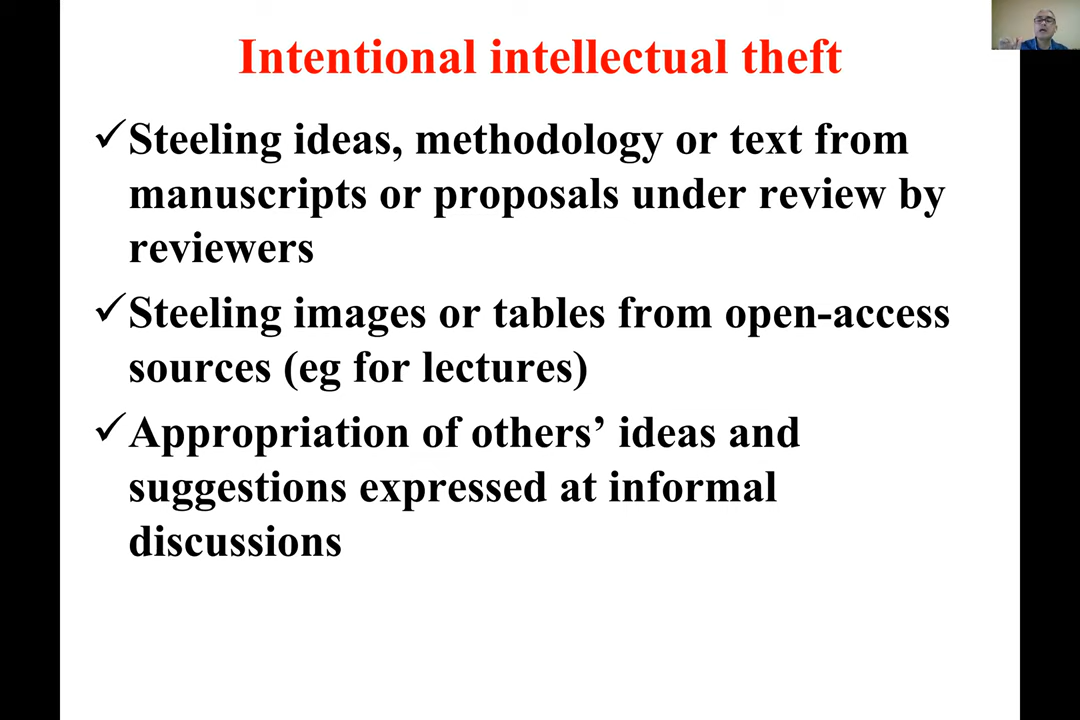 Intentional intellectual theft
✓Steeling ideas, methodology or text from
manuscripts or proposals under review by
reviewers
✓Steeling images or tables from open-access
sources (eg for lectures)
✓Appropriation of others’ ideas and
suggestions expressed at informal
discussions